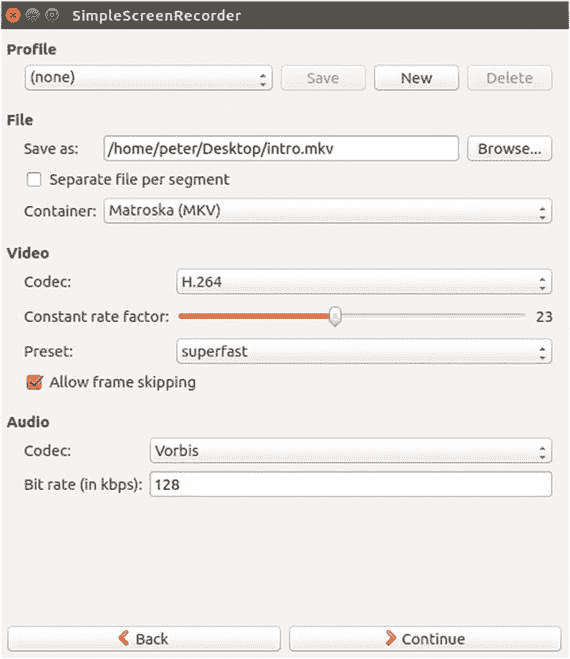 SimpleScreenRecorder
Profile
(none) Save New Delete
File
Save as: /home/peter/Desktop/intro.mkv Browse...
Separate file per segment
Container: Matroska (MKV)
Video
Codec: H.264
Constant rate factor: 23
Preset: superfast
Allow frame skipping
Audio
Codec: Vorbis
Bit rate (in kbps): 128
Back Continue